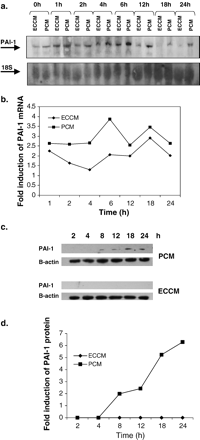 a.
0h 1h 2h 4h 6h 12h 18h 24h
ECCM PCM ECCM PCM ECCM PCM ECCM PCM ECCM PCM ECCM PCM ECCM PCM ECCM PCM
PAI-1
18S
b.
Fold induction of PAI-1 mRNA
4.5
4
3.5
3
2.5
2
1.5
1
0.5
0
ECCM
PCM
1 2 4 6 12 18 24
Time (h)
c.
2 4 8 12 18 24 h
PAI-1
B-actin
PCM
PAI-1
B-actin
ECCM
d.
Fold induction of PAI-1 protein
7
6
5
4
3
2
1
0
ECCM
PCM
2 4 8 12 18 24
Time (h)